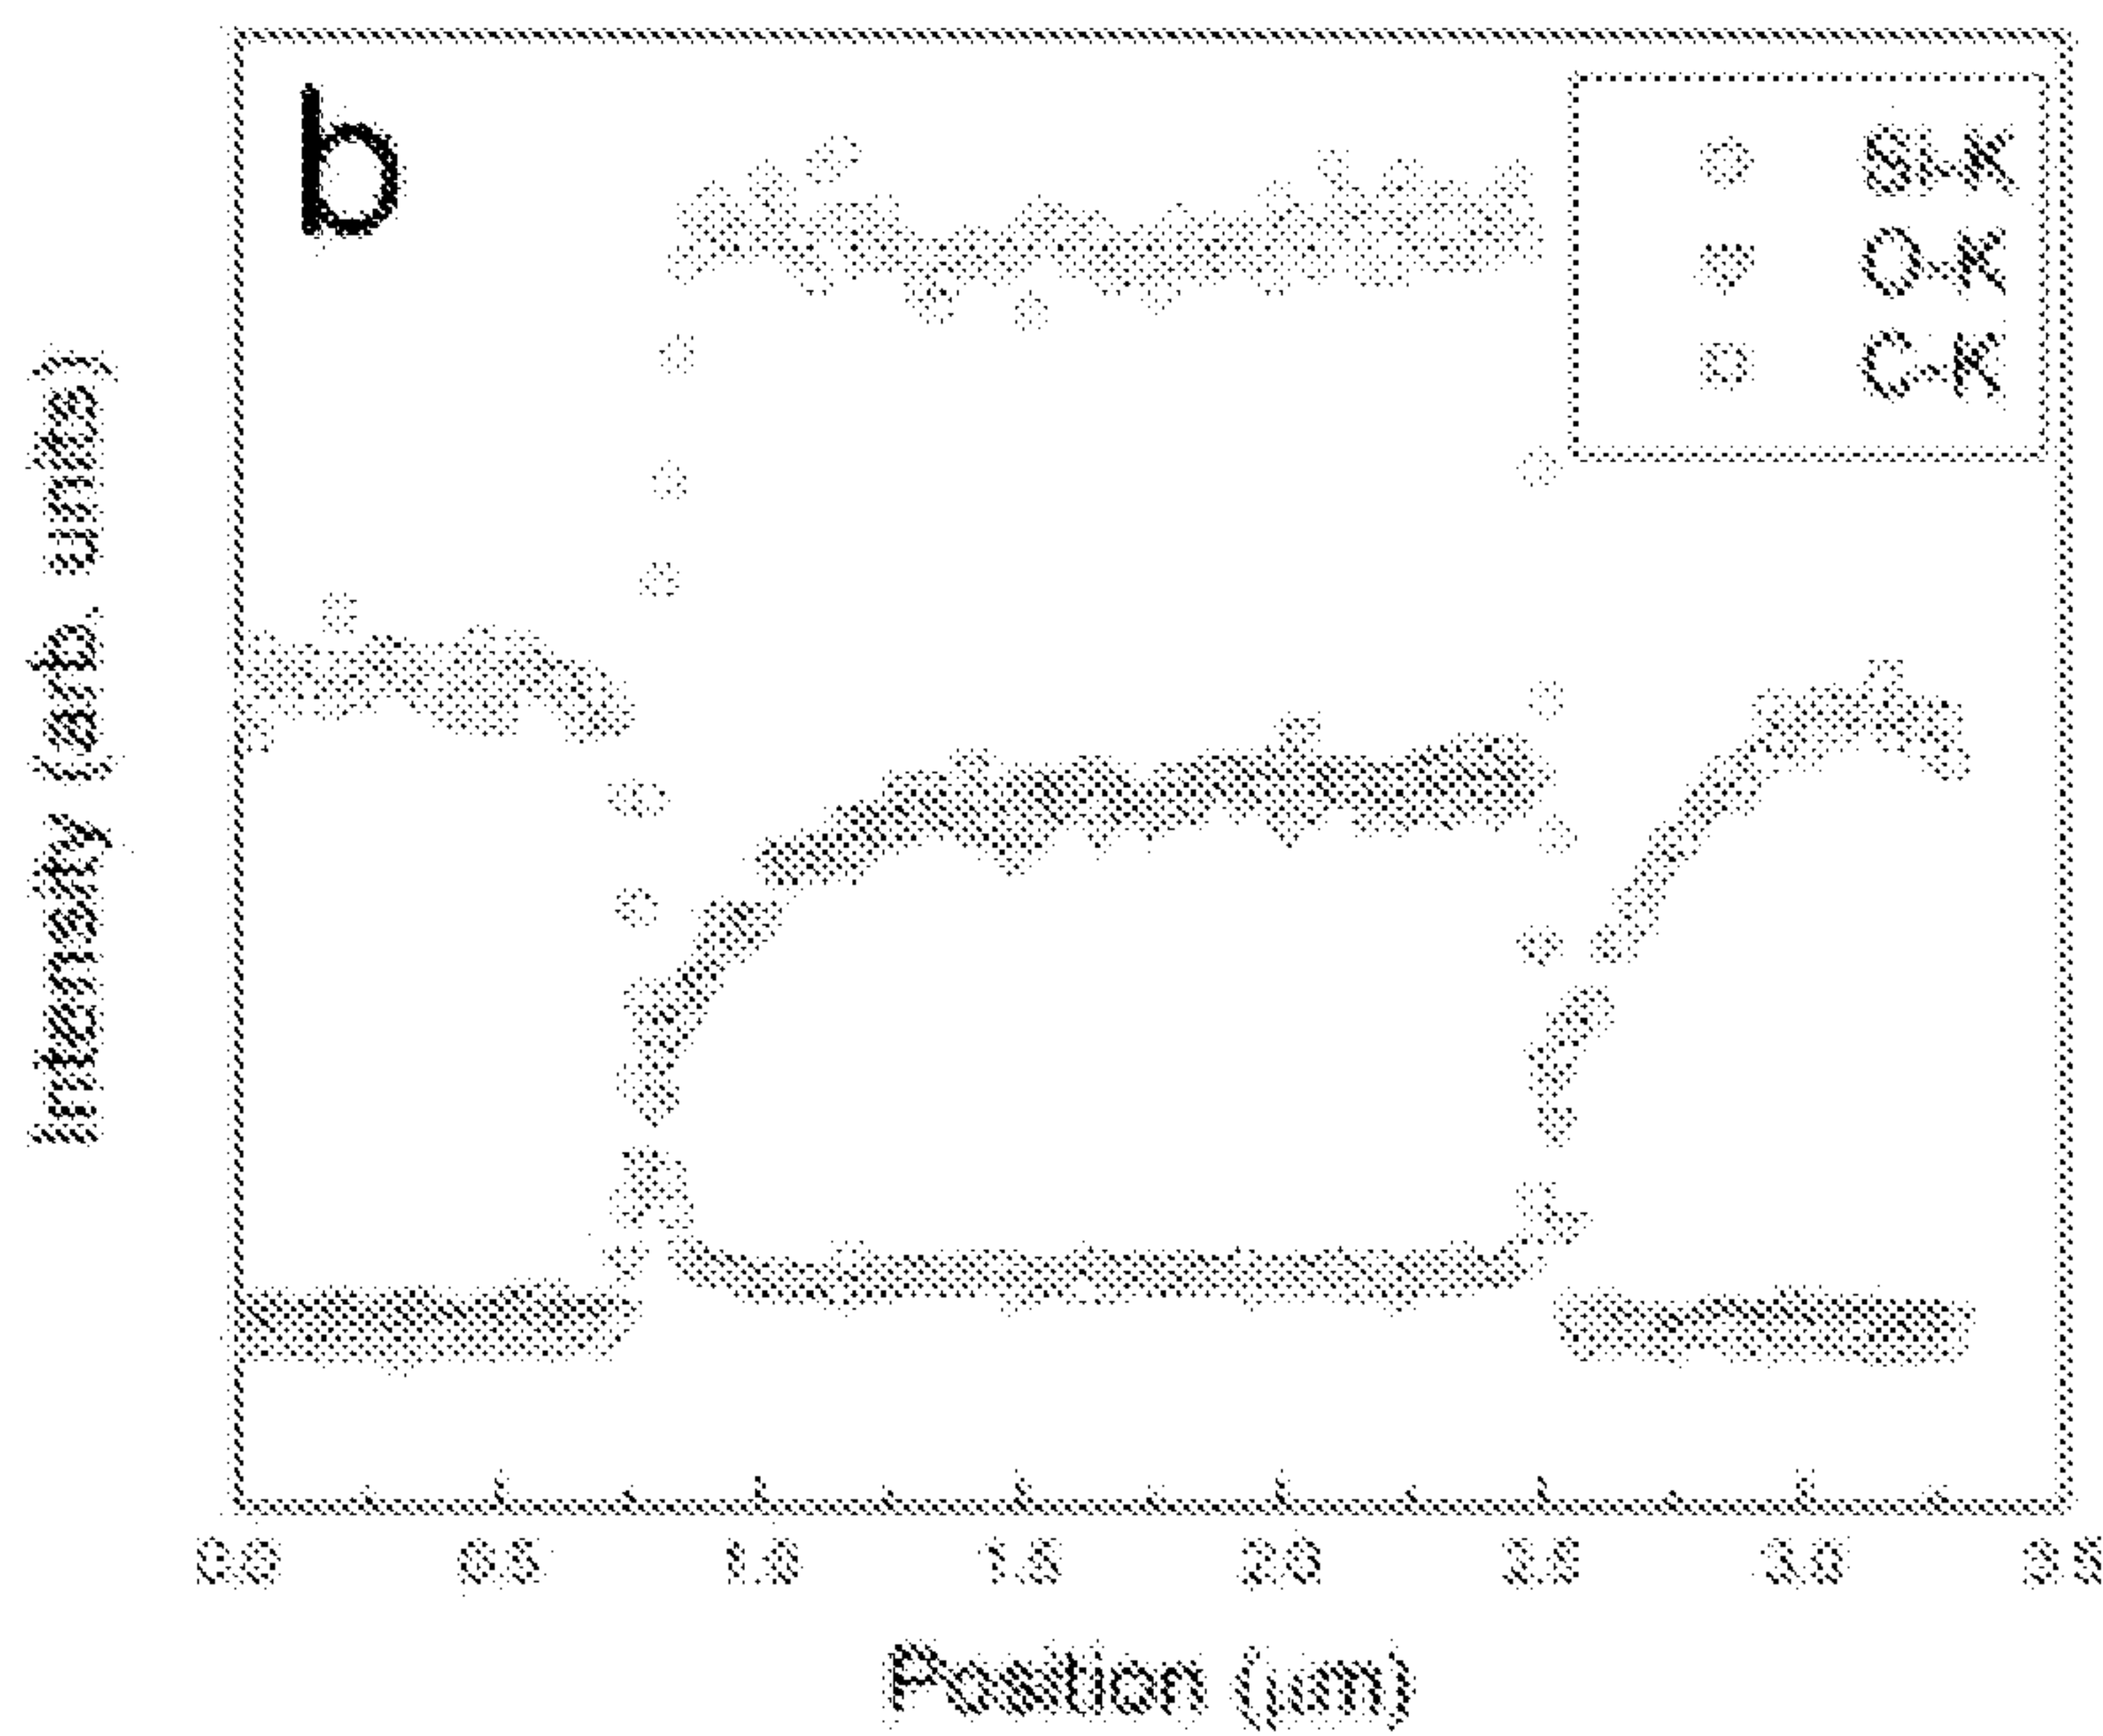 b
Si-K
O-K
C-K
Intensity (arb. units)
0.0 0.5 1.0 1.5 2.0 2.5 3.0 3.5
Position (μm)